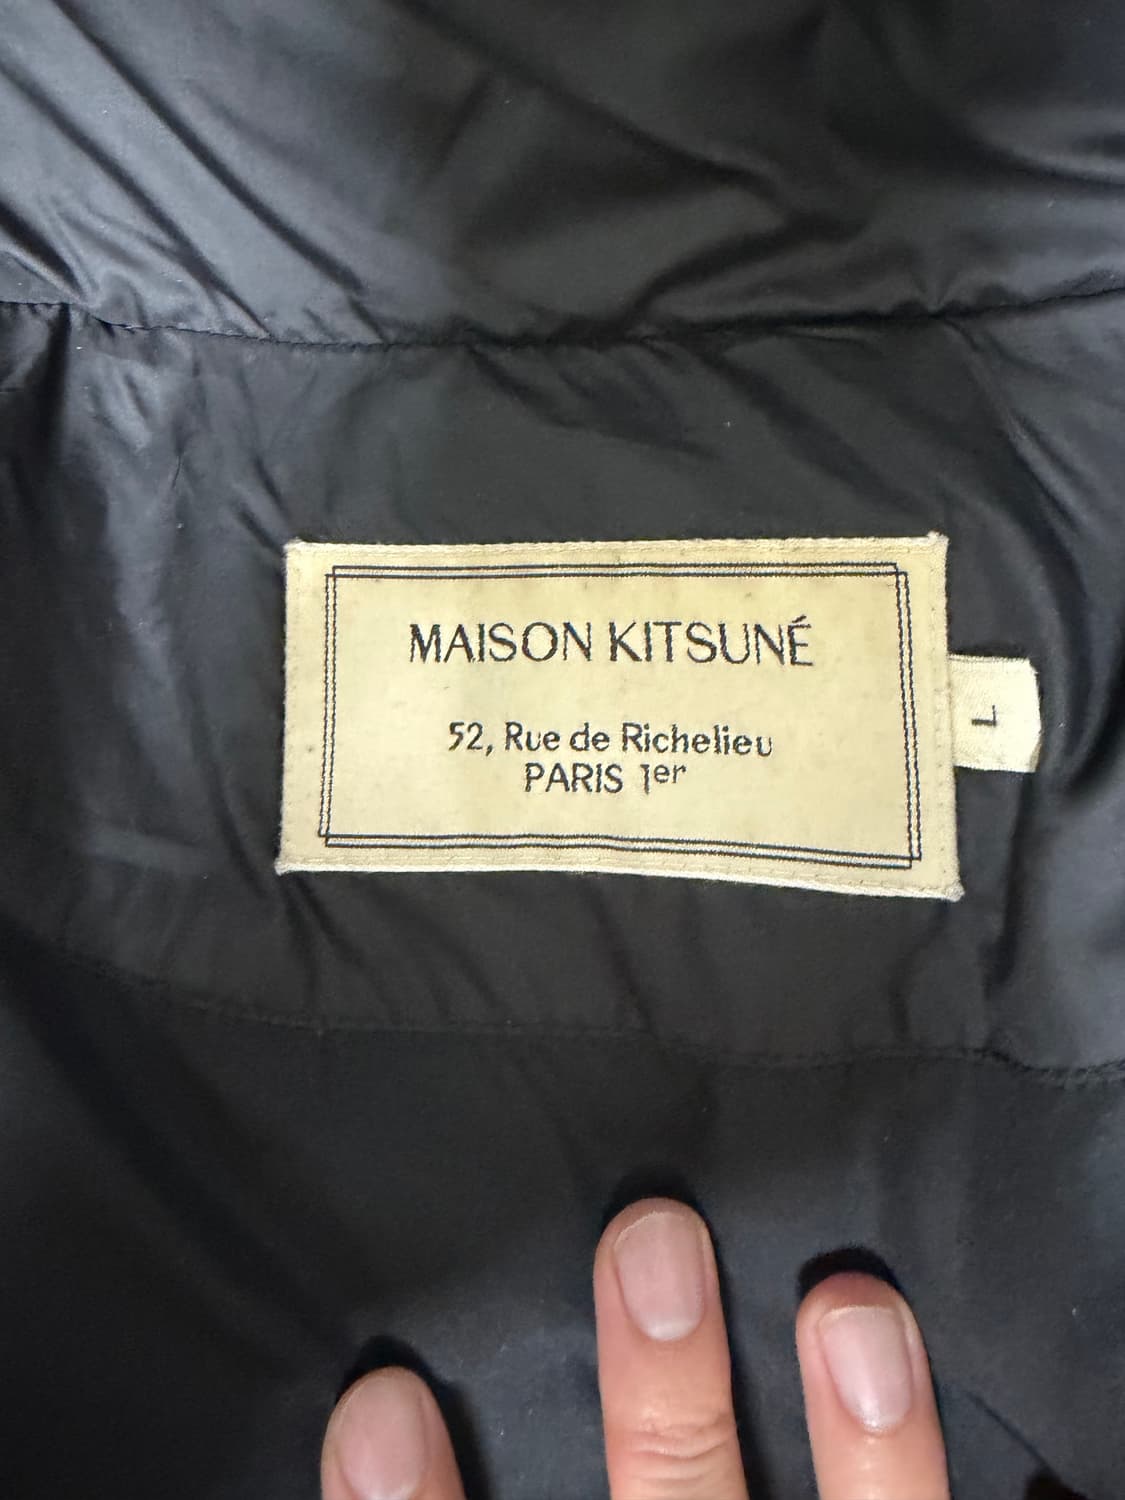 MAISON KITSUNÉ
52, Rue de Richelieu
PARIS 1er
L